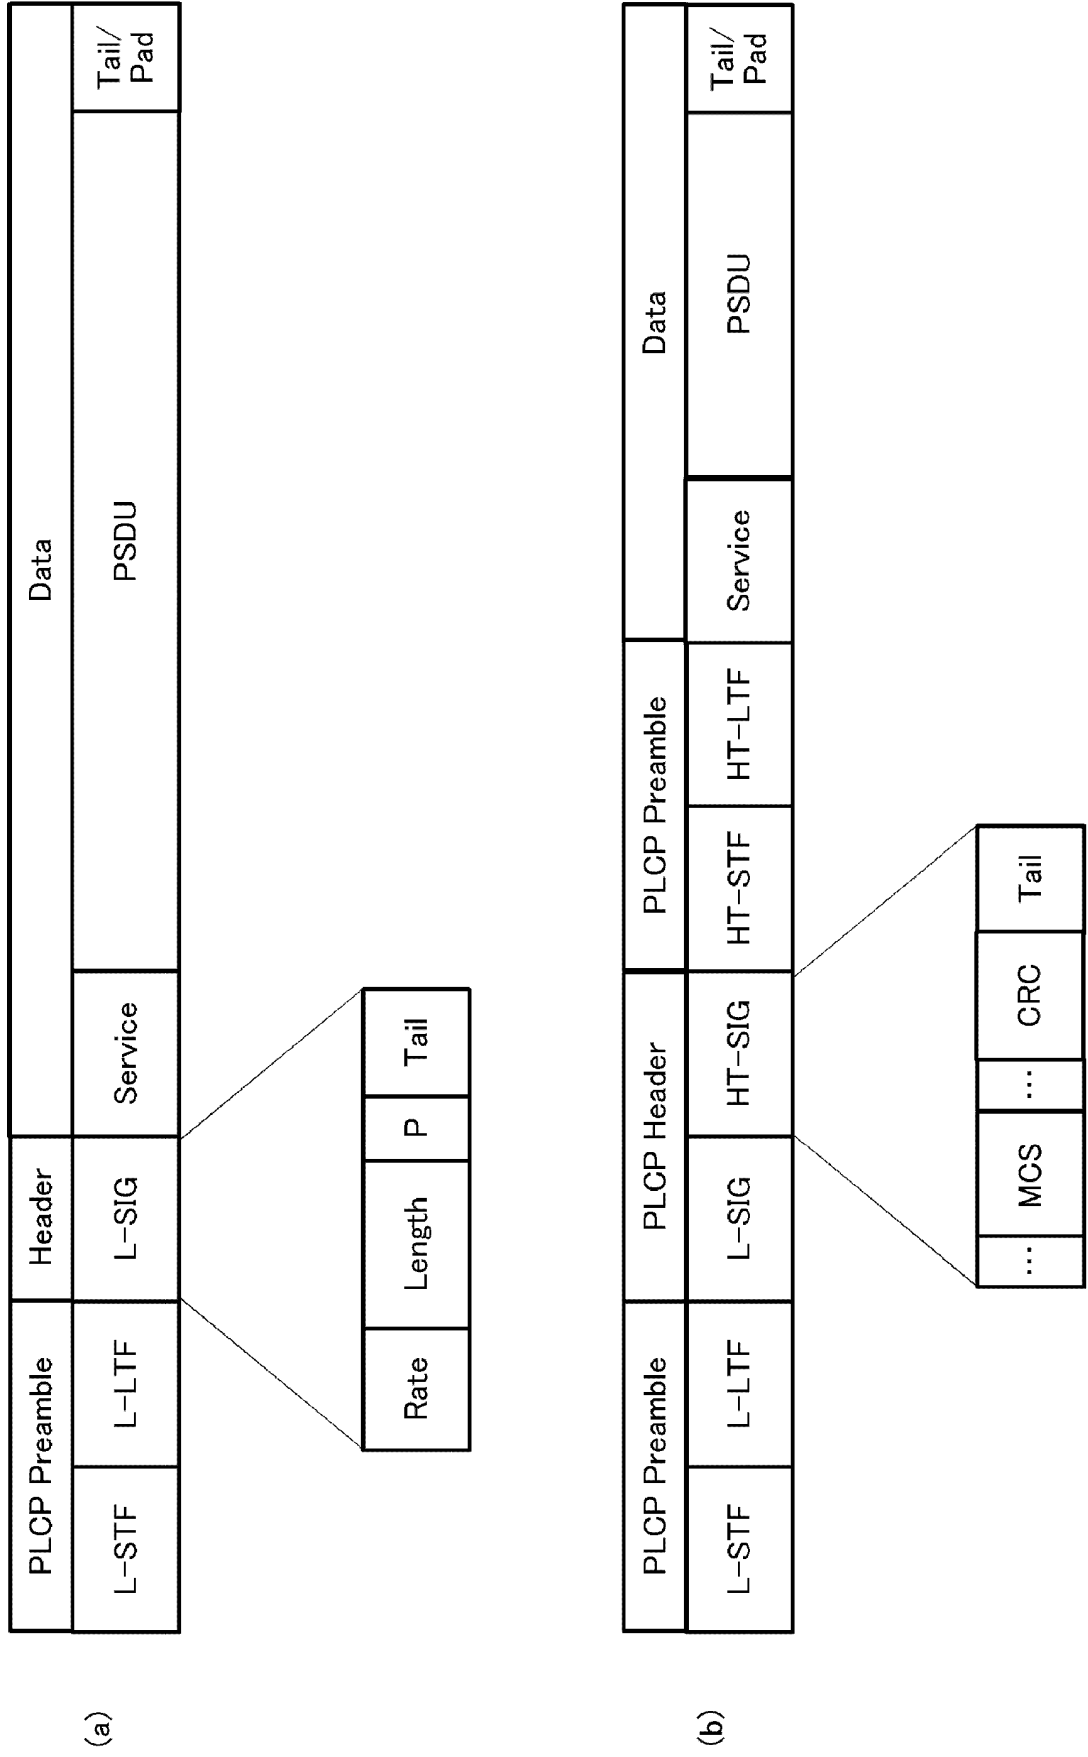 (a)
PLCP Preamble
Header
Data
L-STF
L-LTF
L-SIG
Service
PSDU
Tail/
Pad
Rate
Length
P
Tail
(b)
PLCP Preamble
PLCP Header
PLCP Preamble
Data
L-STF
L-LTF
L-SIG
HT-SIG
HT-STF
HT-LTF
Service
PSDU
Tail/
Pad
...
MCS
...
CRC
Tail